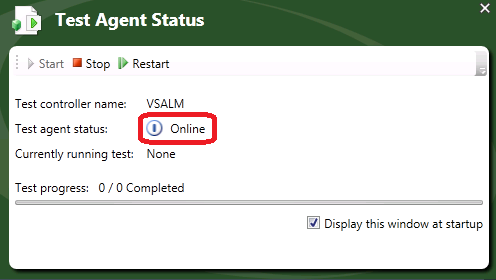 Test Agent Status
Start Stop Restart
Test controller name: VSALM
Test agent status: Online
Currently running test: None
Test progress: 0 / 0 Completed
Display this window at startup